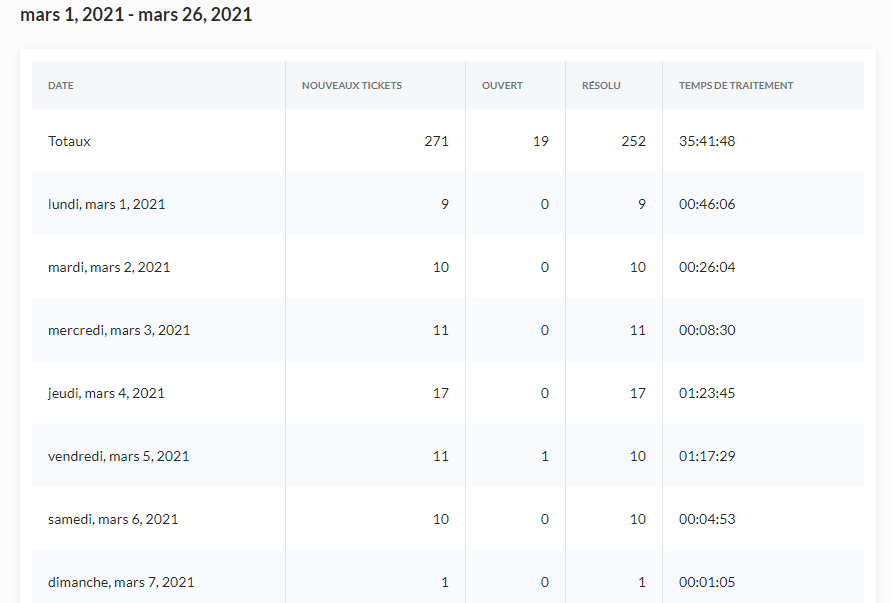 mars 1, 2021 - mars 26, 2021
DATE NOUVEAUX TICKETS OUVERT RÉSOLU TEMPS DE TRAITEMENT
Totaux 271 19 252 35:41:48
lundi, mars 1, 2021 9 0 9 00:46:06
mardi, mars 2, 2021 10 0 10 00:26:04
mercredi, mars 3, 2021 11 0 11 00:08:30
jeudi, mars 4, 2021 17 0 17 01:23:45
vendredi, mars 5, 2021 11 1 10 01:17:29
samedi, mars 6, 2021 10 0 10 00:04:53
dimanche, mars 7, 2021 1 0 1 00:01:05